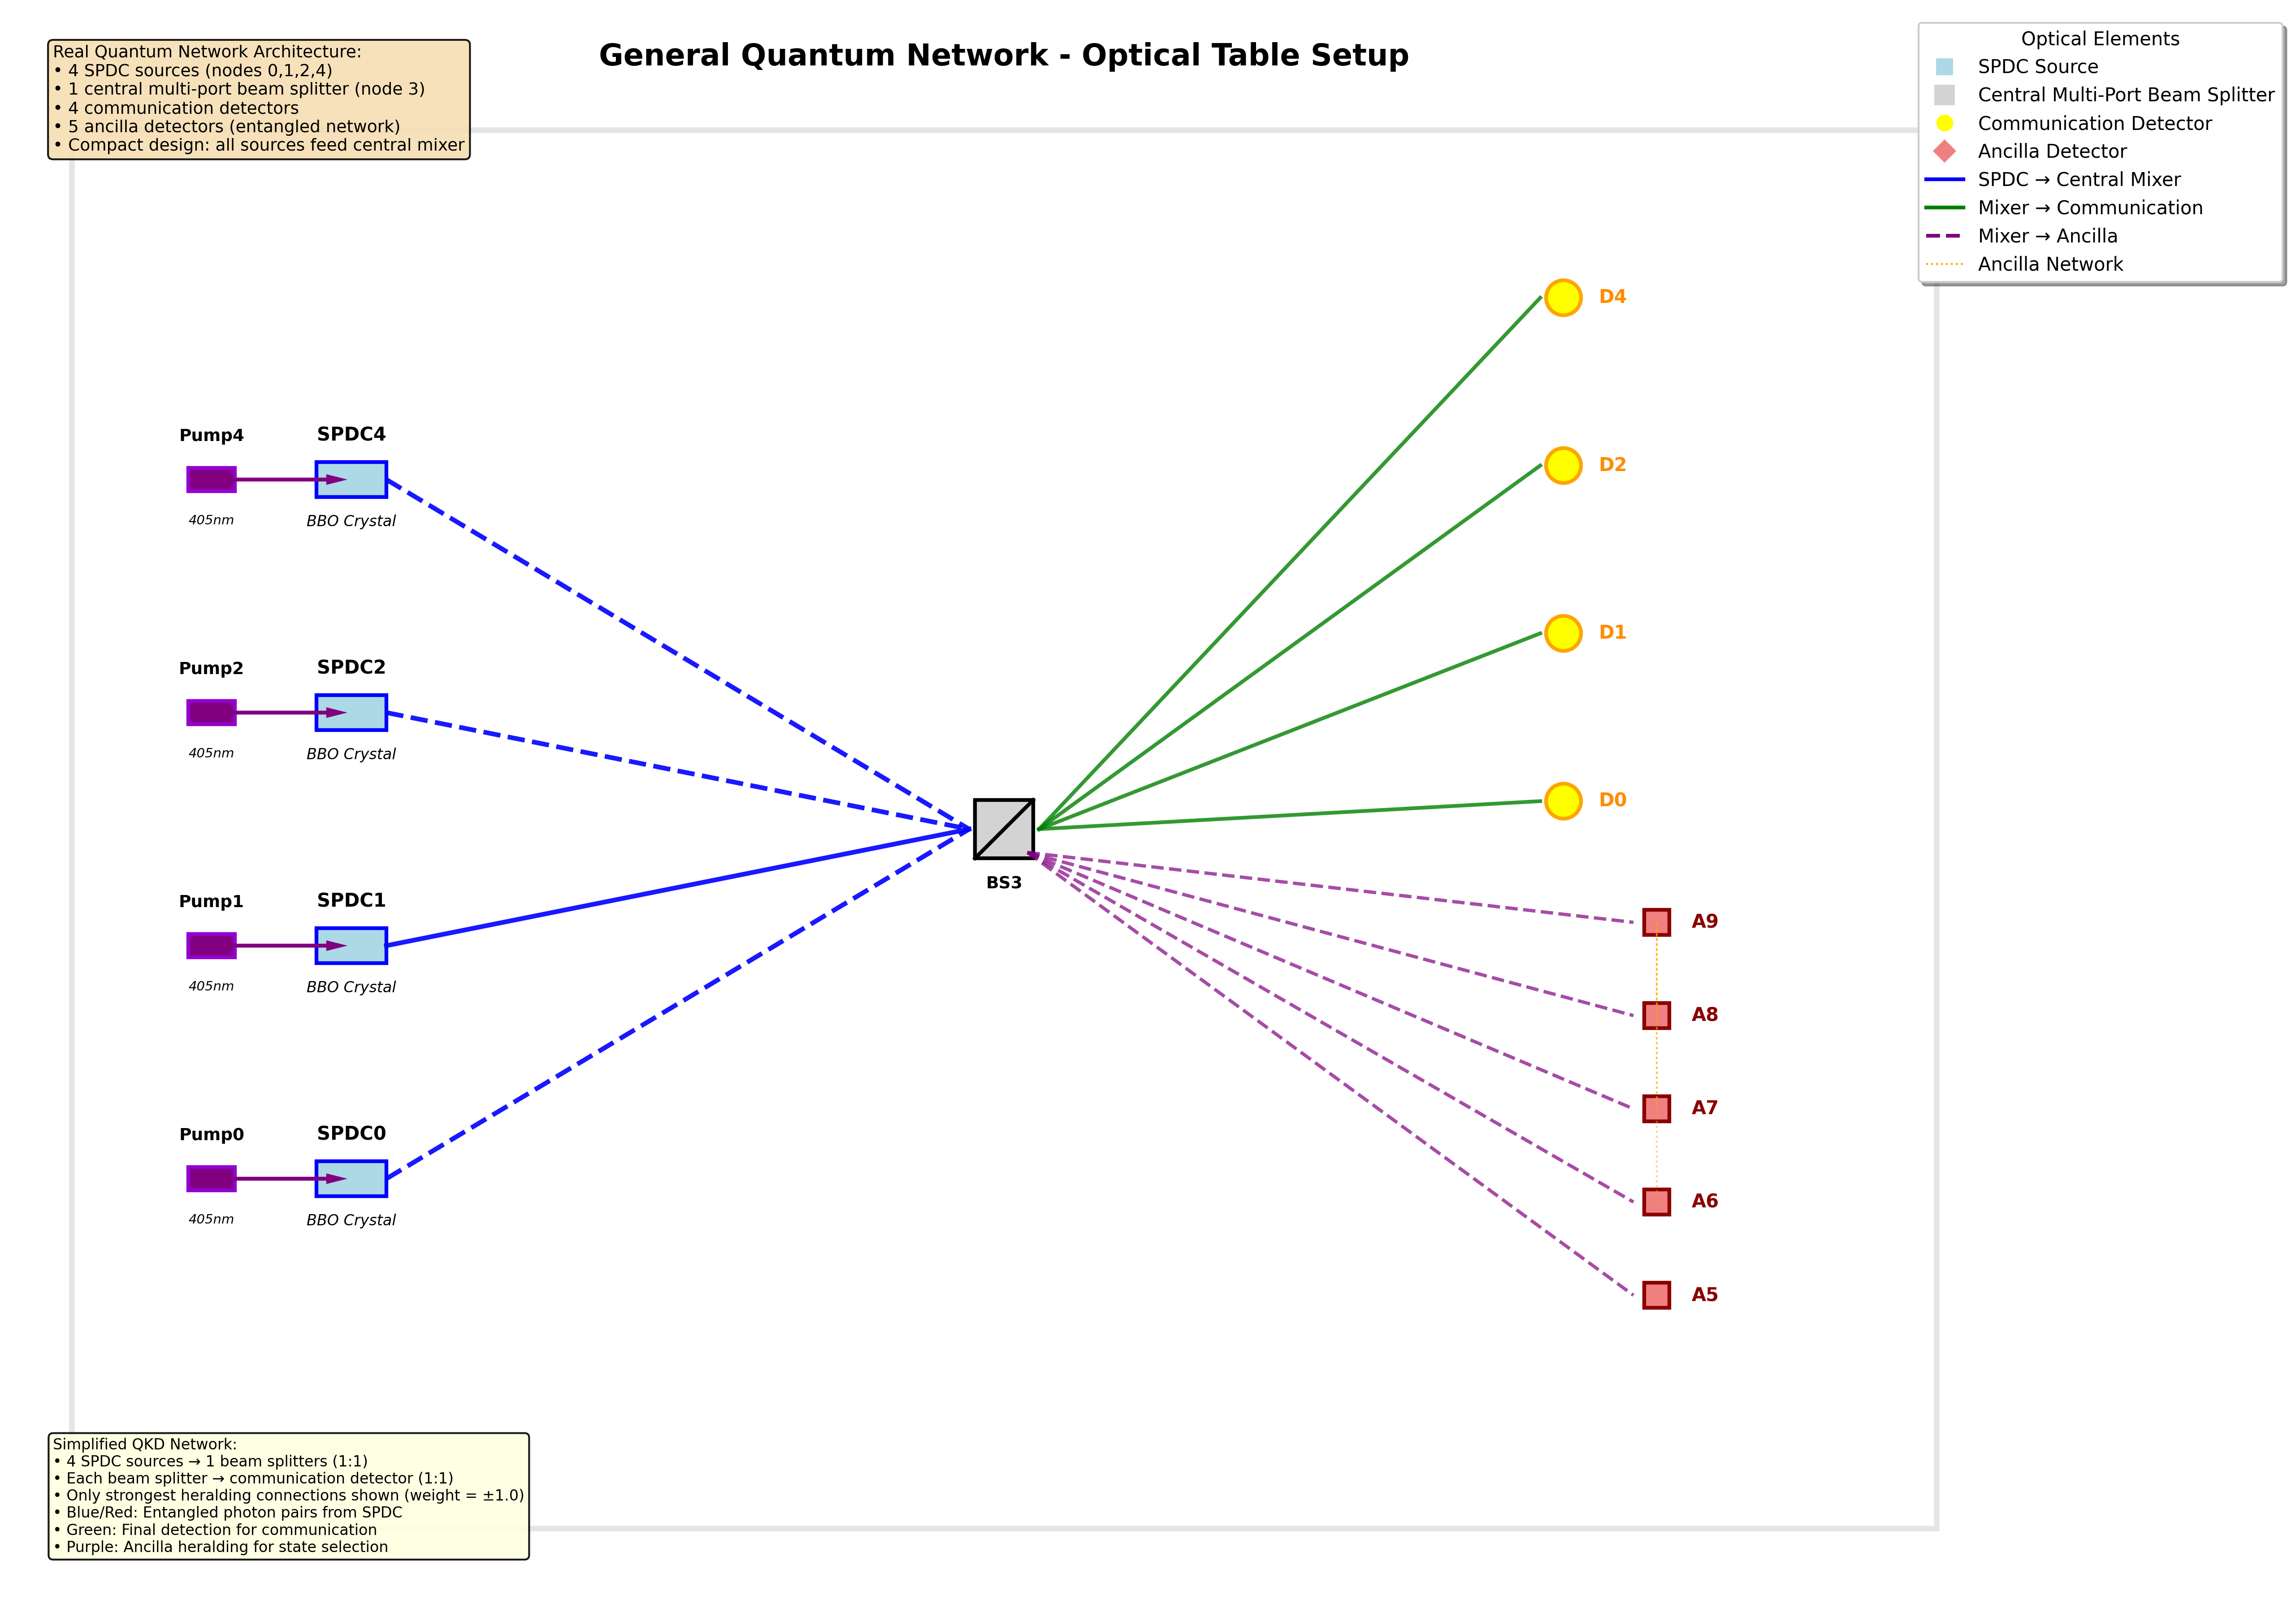 General Quantum Network - Optical Table Setup
Real Quantum Network Architecture:
• 4 SPDC sources (nodes 0,1,2,4)
• 1 central multi-port beam splitter (node 3)
• 4 communication detectors
• 5 ancilla detectors (entangled network)
• Compact design: all sources feed central mixer
Optical Elements
SPDC Source
Central Multi-Port Beam Splitter
Communication Detector
Ancilla Detector
SPDC → Central Mixer
Mixer → Communication
Mixer → Ancilla
Ancilla Network
Pump4
SPDC4
405nm
BBO Crystal
Pump2
SPDC2
405nm
BBO Crystal
Pump1
SPDC1
405nm
BBO Crystal
Pump0
SPDC0
405nm
BBO Crystal
BS3
D4
D2
D1
D0
A9
A8
A7
A6
A5
Simplified QKD Network:
• 4 SPDC sources → 1 beam splitters (1:1)
• Each beam splitter → communication detector (1:1)
• Only strongest heralding connections shown (weight = ±1.0)
• Blue/Red: Entangled photon pairs from SPDC
• Green: Final detection for communication
• Purple: Ancilla heralding for state selection